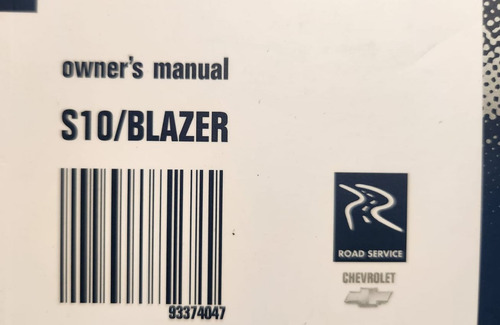 owner's manual
S10/BLAZER
93374047
ROAD SERVICE
CHEVROLET